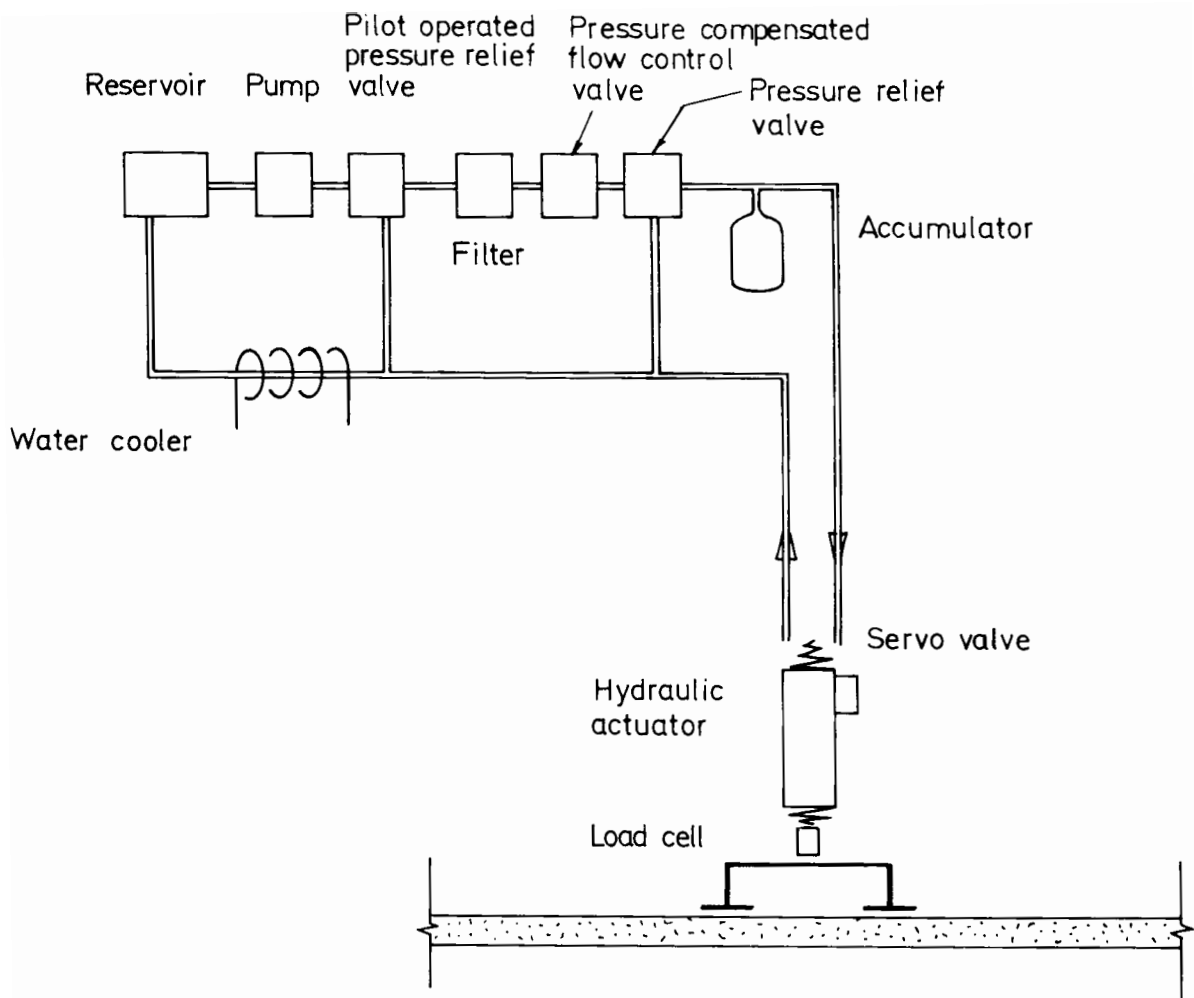 Reservoir
Pump
Pilot operated
pressure relief
valve
Pressure compensated
flow control
valve
Pressure relief
valve
Filter
Accumulator
Water cooler
Servo valve
Hydraulic
actuator
Load cell